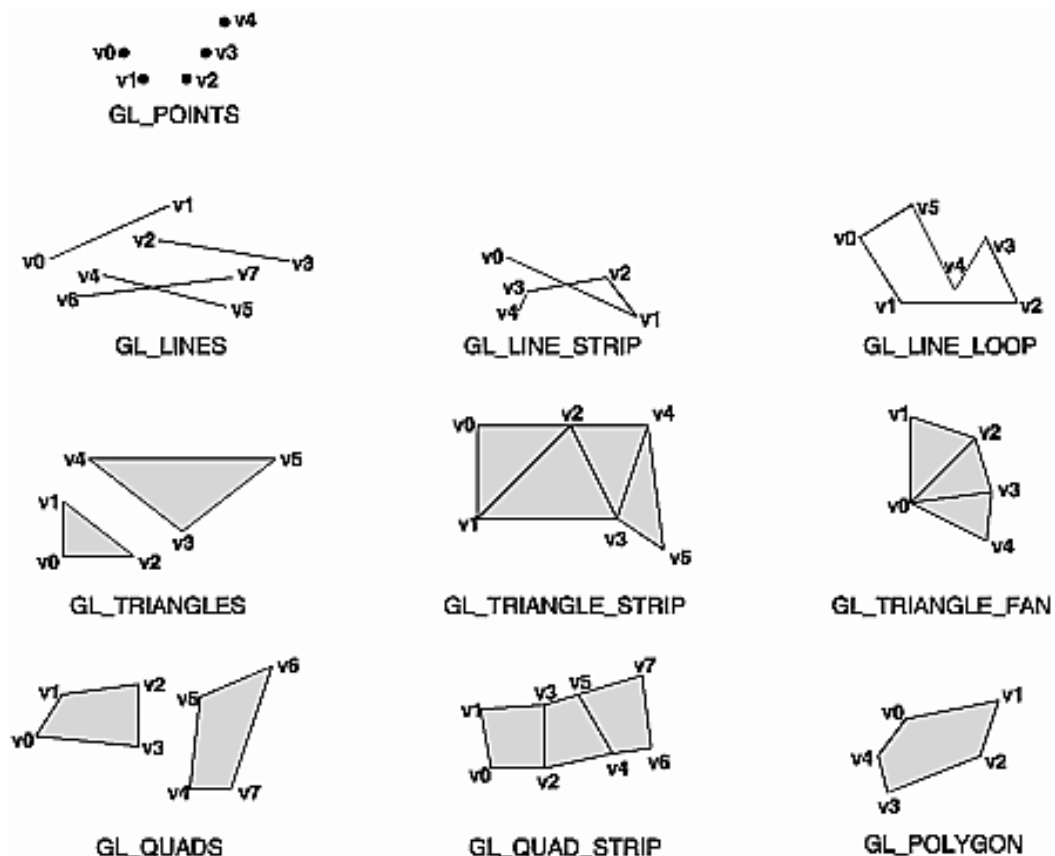 v4
v0 v3
v1 v2
GL_POINTS
v1
v2
v0 v3
v4 v7
v6 v5
GL_LINES
v0
v2
v3
v4
v1
GL_LINE_STRIP
v5
v0 v3
v4
v1 v2
GL_LINE_LOOP
v4 v5
v1
v3
v0 v2
GL_TRIANGLES
v0 v2 v4
v1 v3
v5
GL_TRIANGLE_STRIP
v1
v2
v3
v0
v4
GL_TRIANGLE_FAN
v6
v1 v2
v5
v0 v3
v4 v7
GL_QUADS
v7
v3 v5
v1
v0 v2 v4 v6
GL_QUAD_STRIP
v1
v0
v4 v2
v3
GL_POLYGON